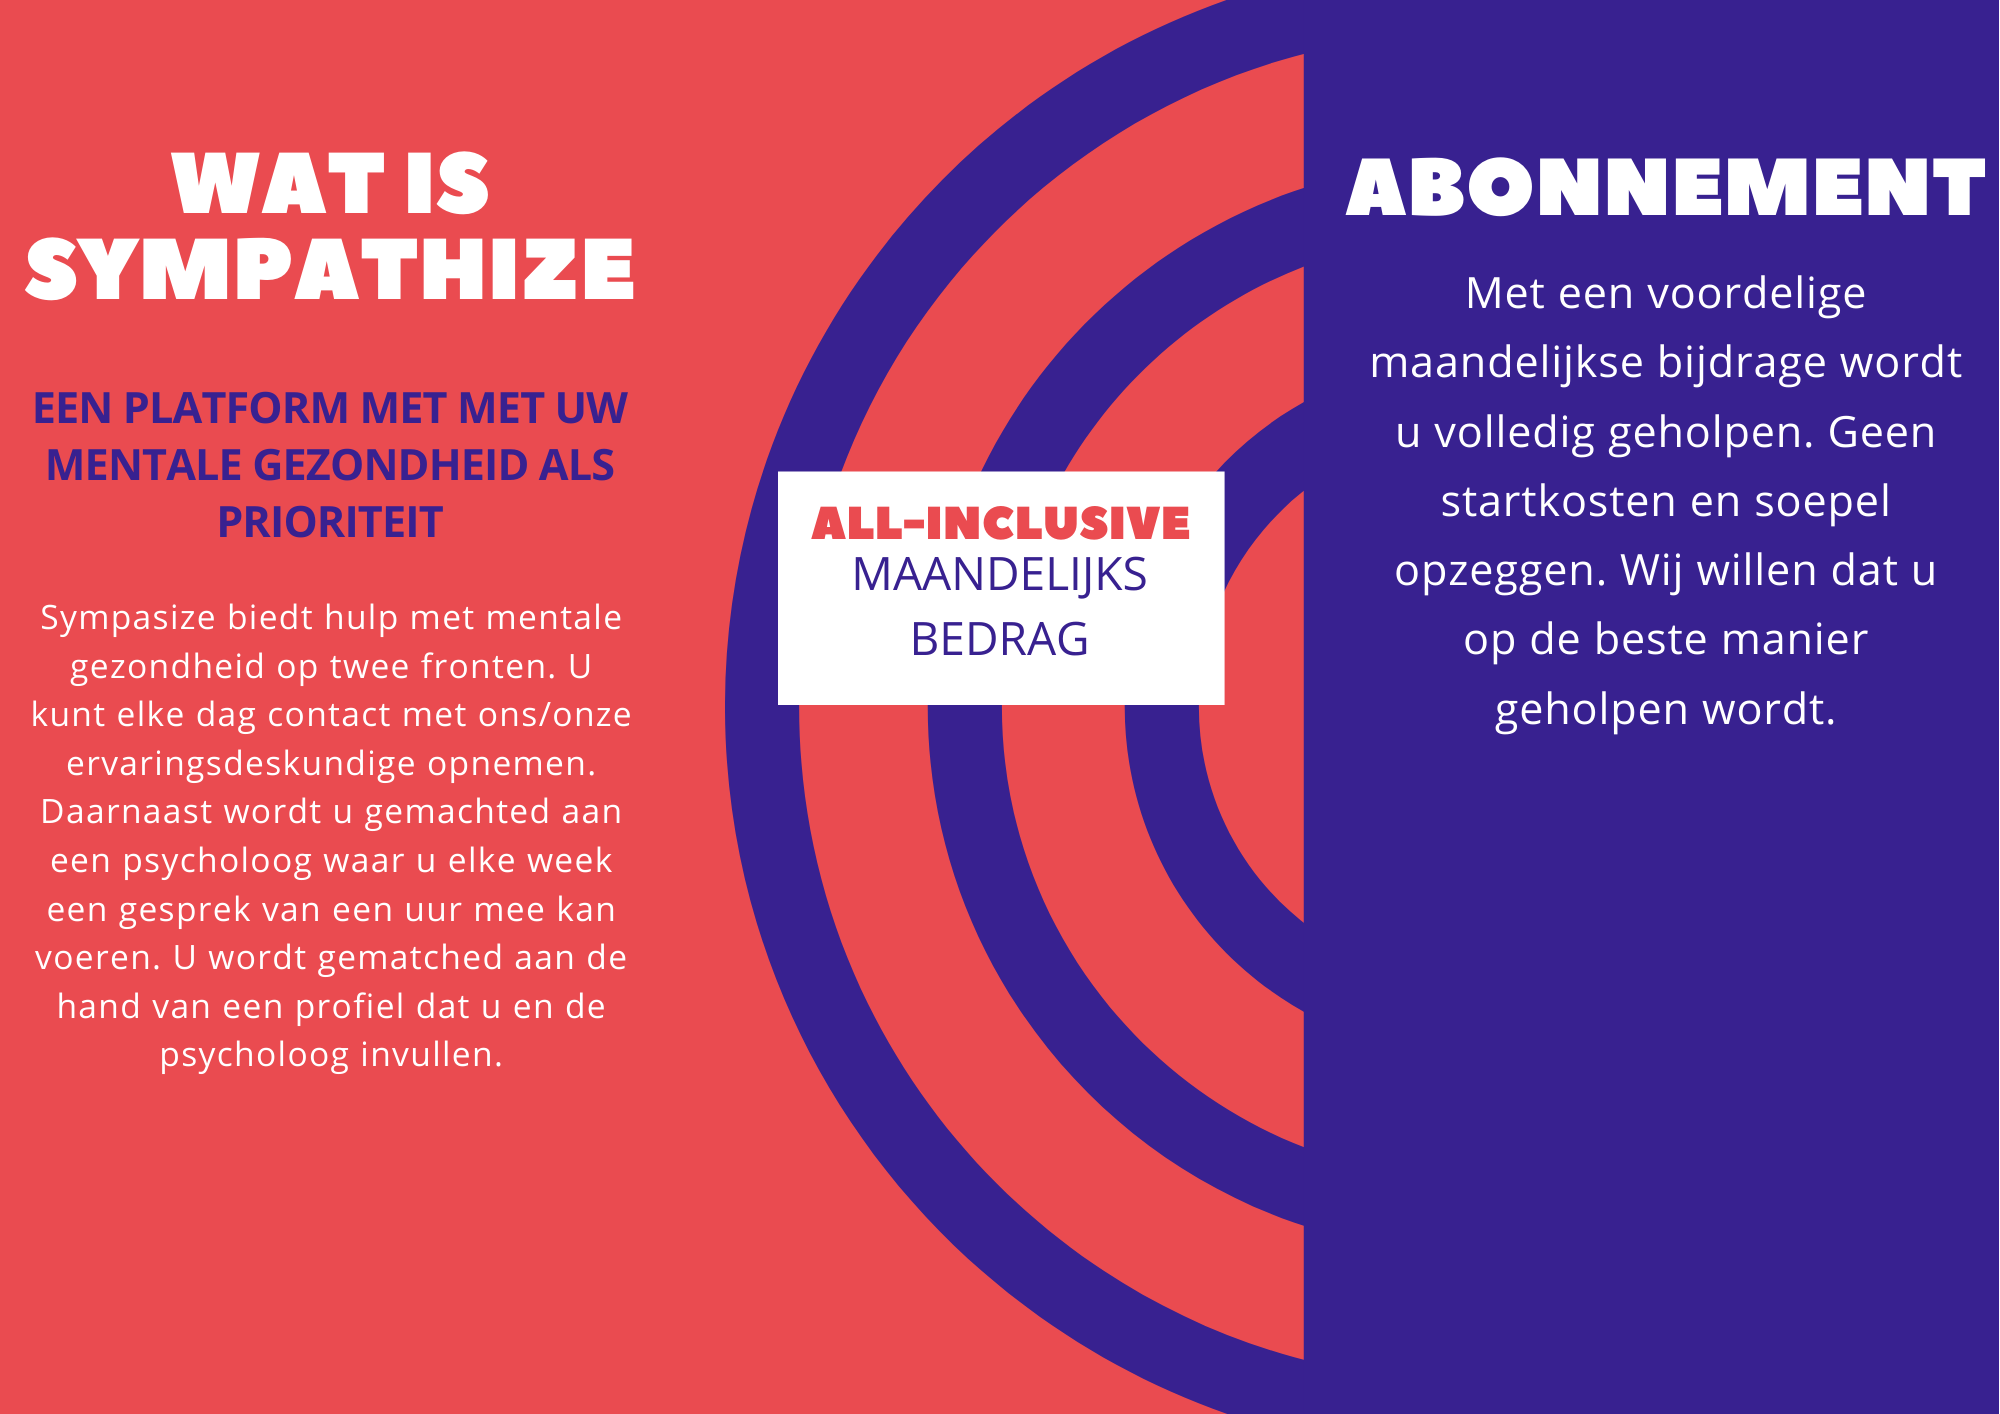 WAT IS
SYMPATHIZE
EEN PLATFORM MET MET UW
MENTALE GEZONDHEID ALS
PRIORITEIT
Sympasize biedt hulp met mentale
gezondheid op twee fronten. U
kunt elke dag contact met ons/onze
ervaringsdeskundige opnemen.
Daarnaast wordt u gemachted aan
een psycholoog waar u elke week
een gesprek van een uur mee kan
voeren. U wordt gematched aan de
hand van een profiel dat u en de
psycholoog invullen.
ALL-INCLUSIVE
MAANDELIJKS
BEDRAG
ABONNEMENT
Met een voordelige
maandelijkse bijdrage wordt
u volledig geholpen. Geen
startkosten en soepel
opzeggen. Wij willen dat u
op de beste manier
geholpen wordt.